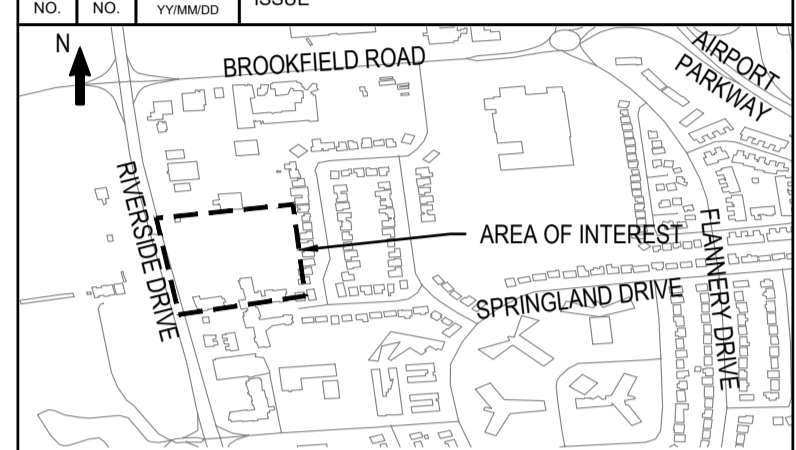 ISSUE
NO. NO. YY/MM/DD
N
BROOKFIELD ROAD
AIRPORT
PARKWAY
RIVERSIDE DRIVE
AREA OF INTEREST
FLANNERY DRIVE
SPRINGLAND DRIVE